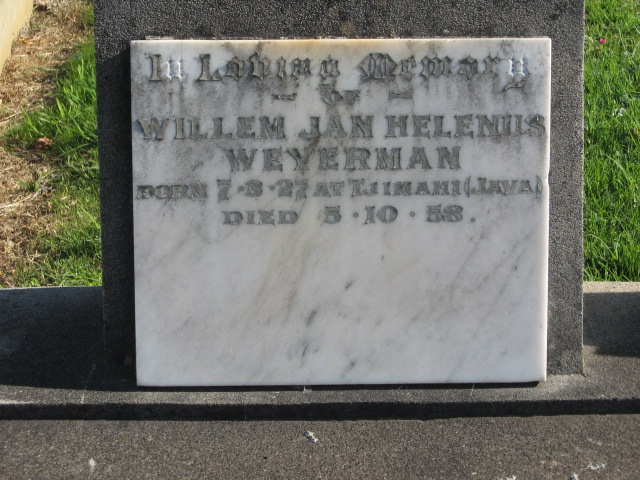 In Loving Memory
— OF —
WILLEM JAN HELENUS
WEYERMAN
BORN 7·8·27 AT TJIMAHI (JAVA)
DIED 5·10·58.